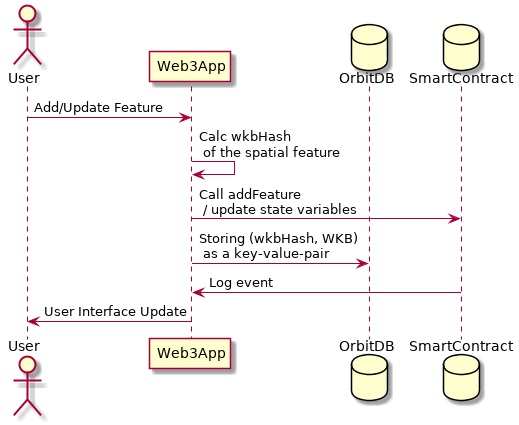 User
Web3App
OrbitDB
SmartContract
Add/Update Feature
Calc wkbHash
of the spatial feature
Call addFeature
/ update state variables
Storing (wkbHash, WKB)
as a key-value-pair
Log event
User Interface Update
User
Web3App
OrbitDB
SmartContract